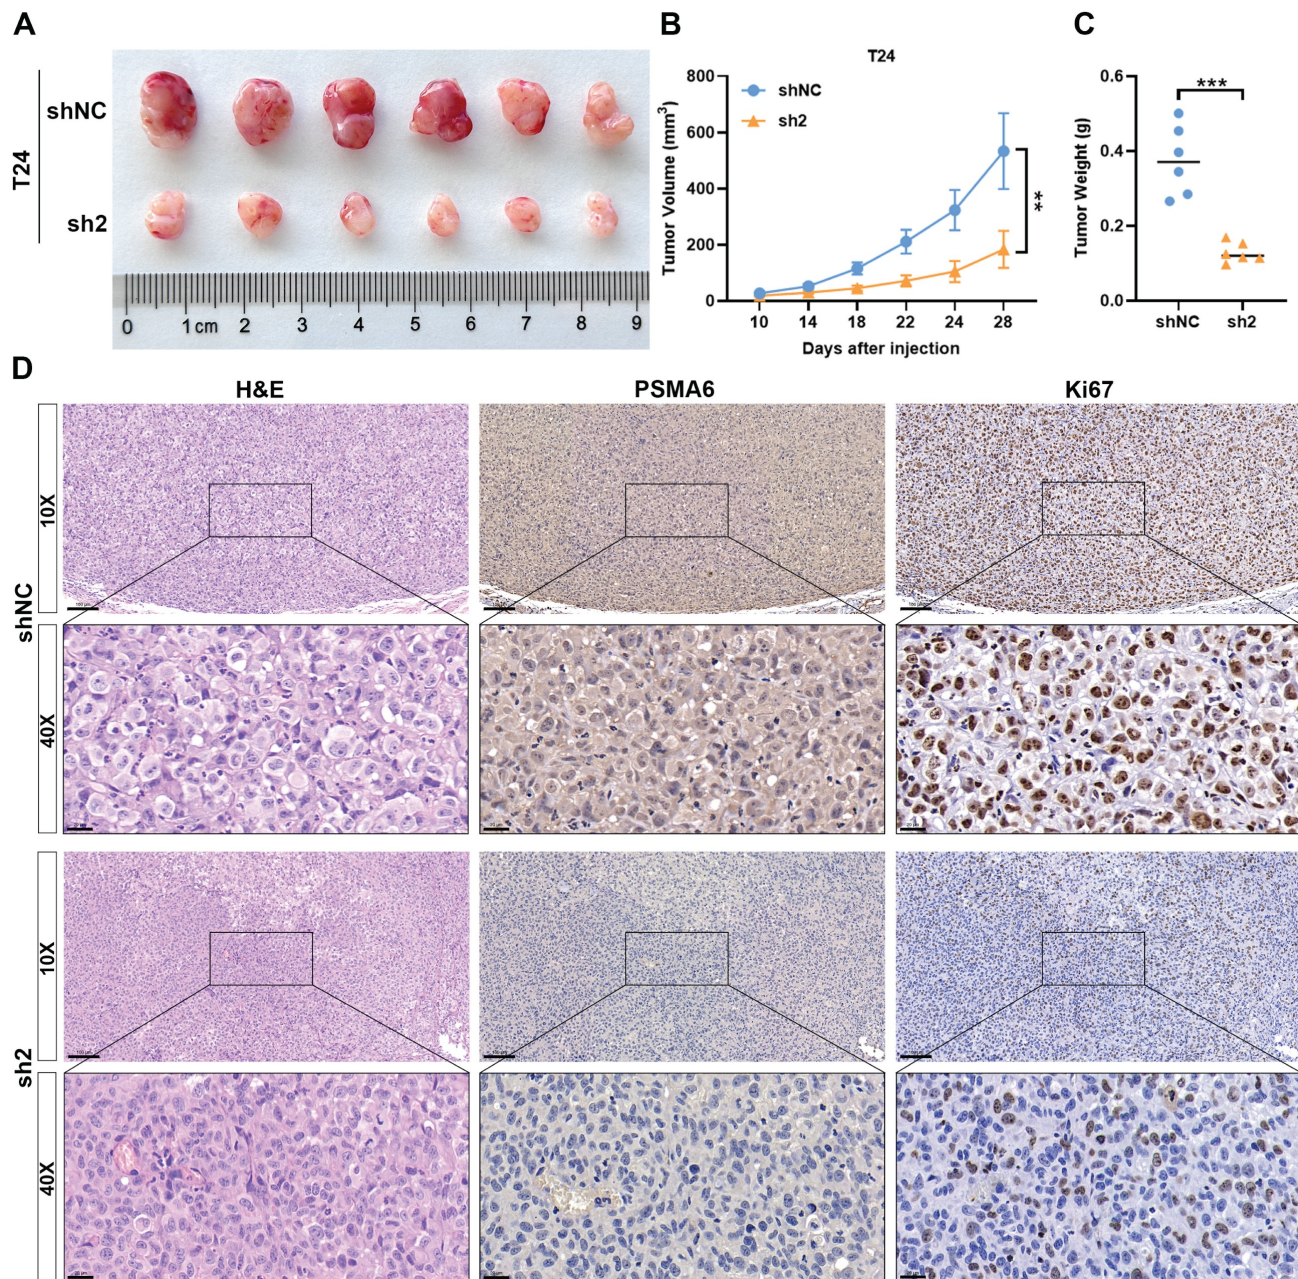 A
shNC
T24
sh2
0 1 cm 2 3 4 5 6 7 8 9
B
T24
shNC
sh2
Tumor Volume (mm³)
800
600
400
200
0
10 14 18 22 24 28
Days after injection
**
C
***
Tumor Weight (g)
0.6
0.4
0.2
0.0
shNC sh2
D
H&E PSMA6 Ki67
shNC
10X
40X
sh2
10X
40X